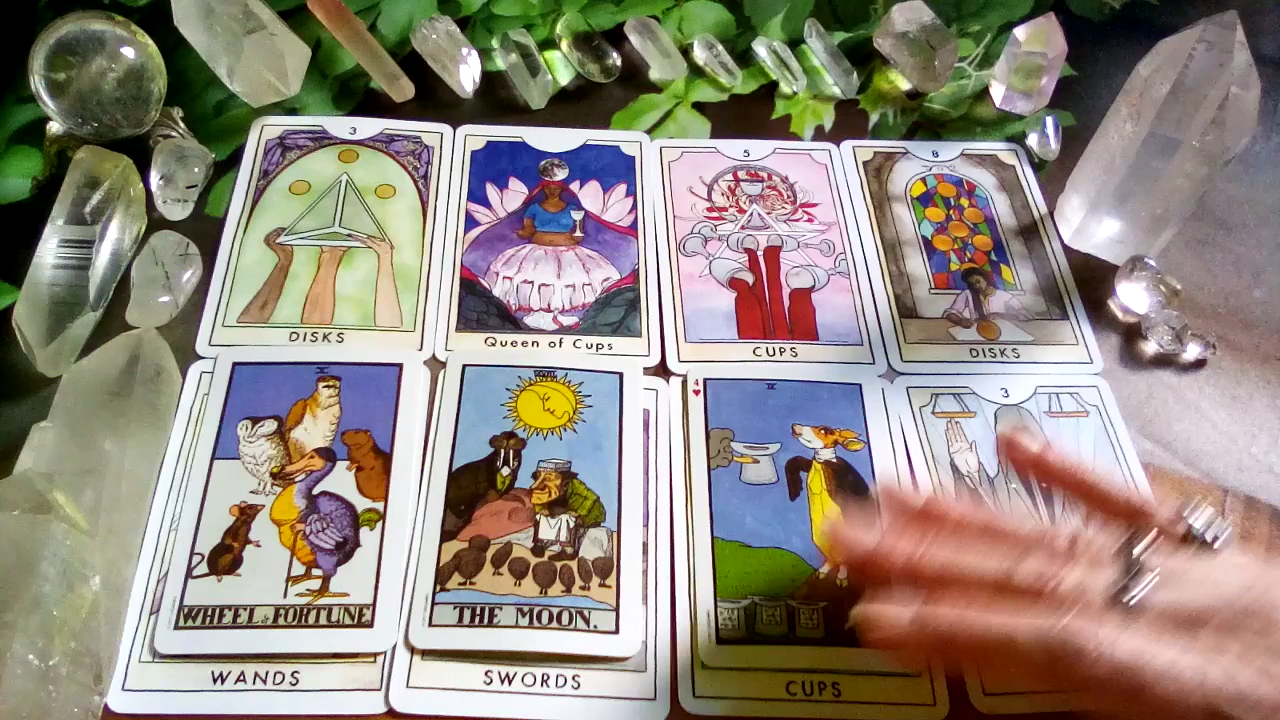 3
DISKS
Queen of Cups
5
CUPS
8
DISKS
X
WHEEL of FORTUNE
WANDS
THE MOON.
SWORDS
4
IV
CUPS
3